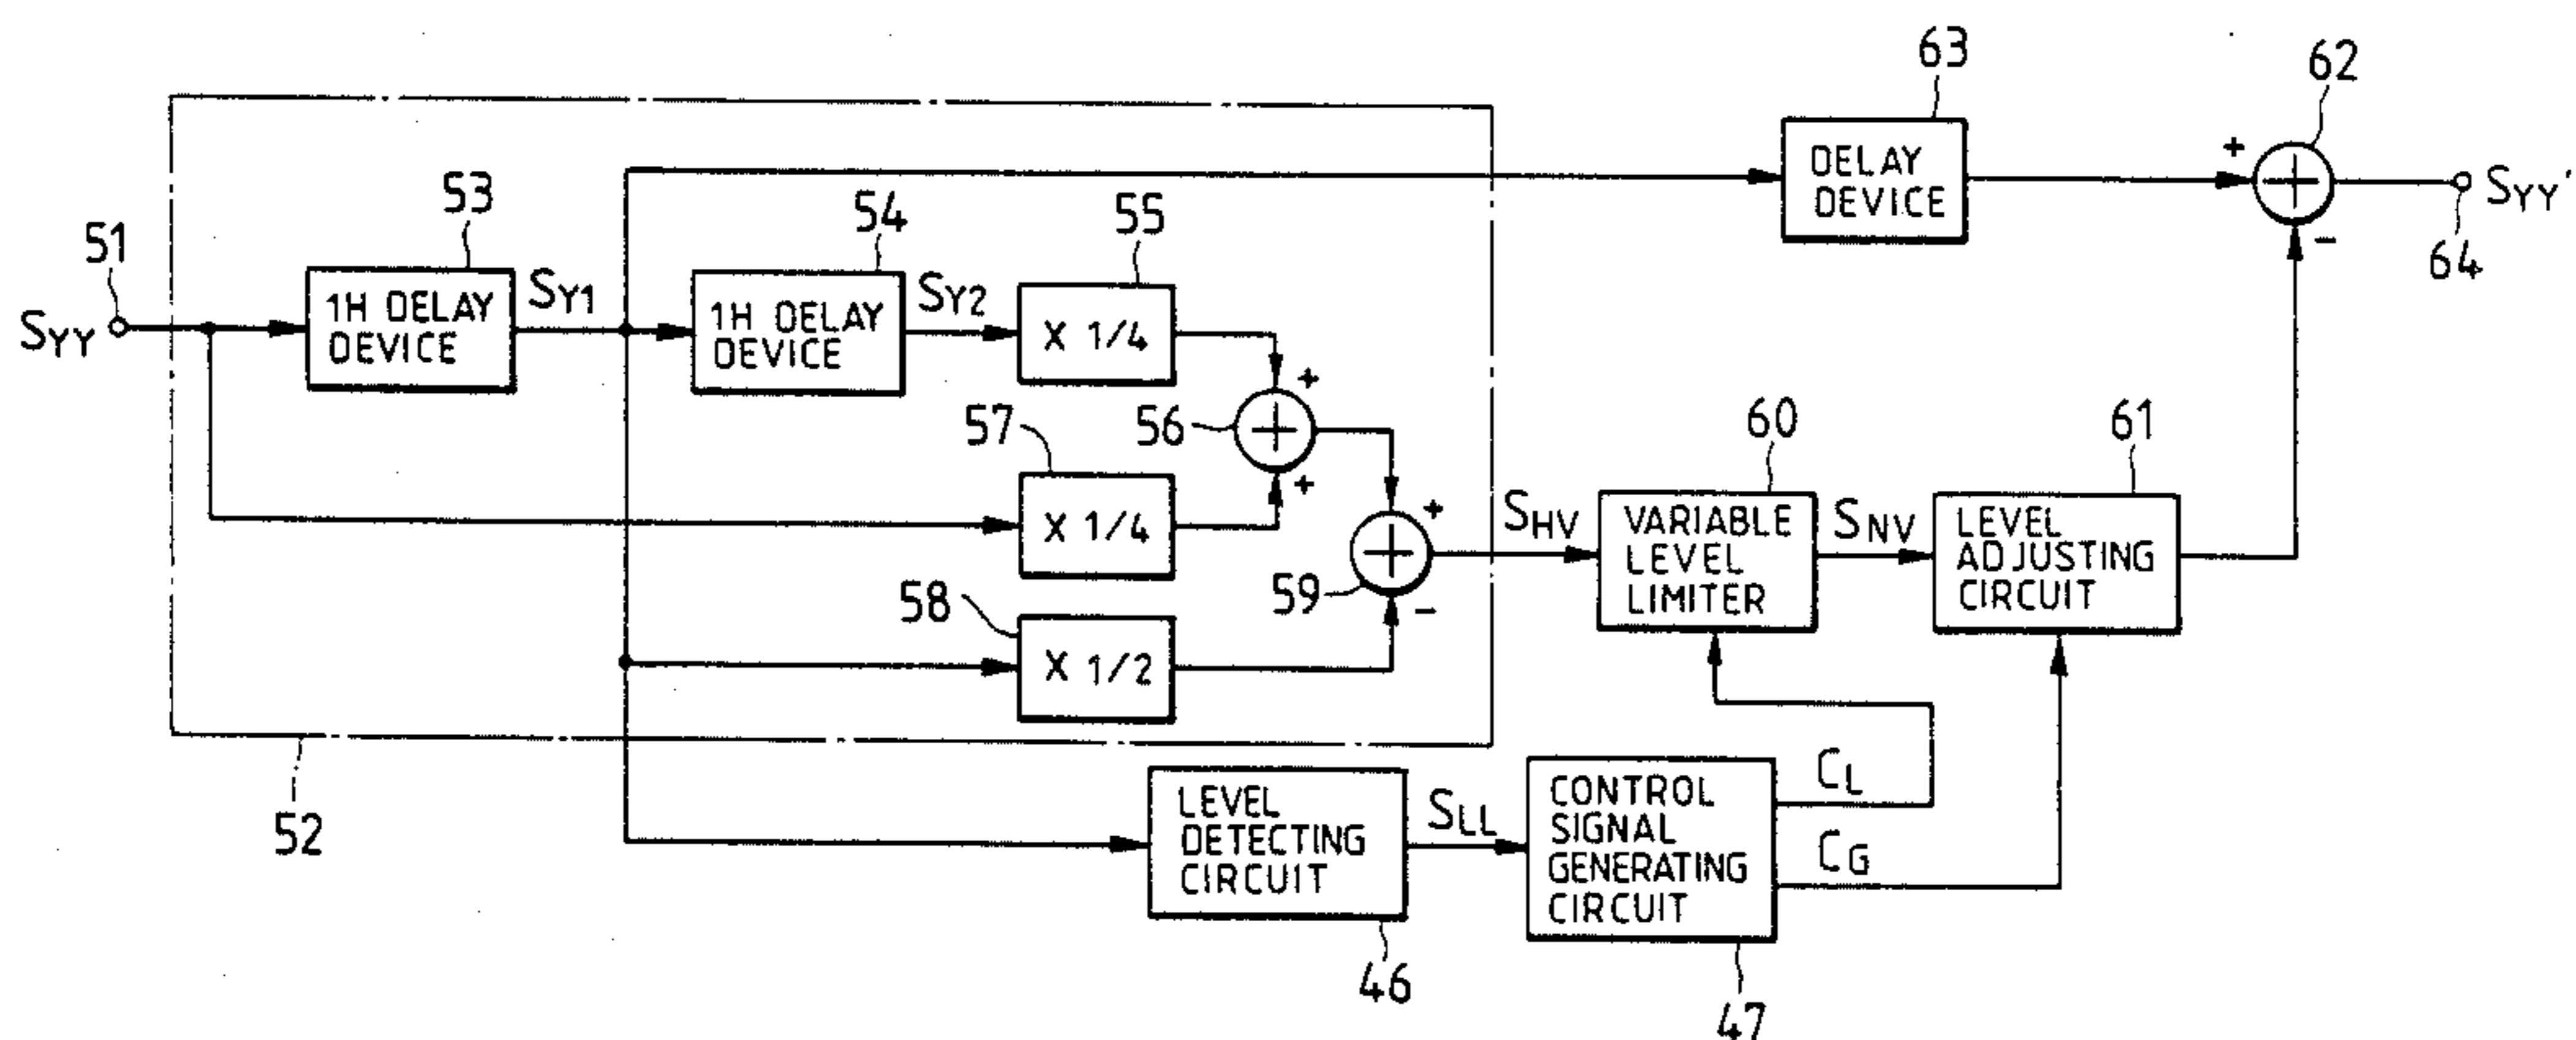 63
62
53
54
55
DELAY
DEVICE
+
-
SYY'
64
51
SYY
1H DELAY
DEVICE
SY1
1H DELAY
DEVICE
SY2
X 1/4
+
56
+
57
X 1/4
58
X 1/2
+
59
-
SHV
60
VARIABLE
LEVEL
LIMITER
SNV
61
LEVEL
ADJUSTING
CIRCUIT
52
LEVEL
DETECTING
CIRCUIT
46
SLL
CONTROL
SIGNAL
GENERATING
CIRCUIT
47
CL
CG